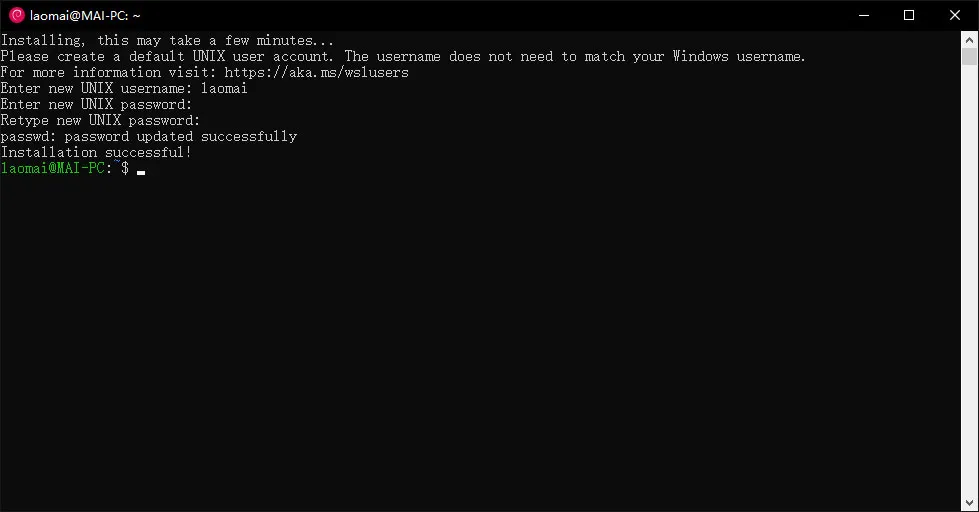 laomai@MAI-PC: ~
Installing, this may take a few minutes...
Please create a default UNIX user account. The username does not need to match your Windows username.
For more information visit: https://aka.ms/wslusers
Enter new UNIX username: laomai
Enter new UNIX password:
Retype new UNIX password:
passwd: password updated successfully
Installation successful!
laomai@MAI-PC:~$